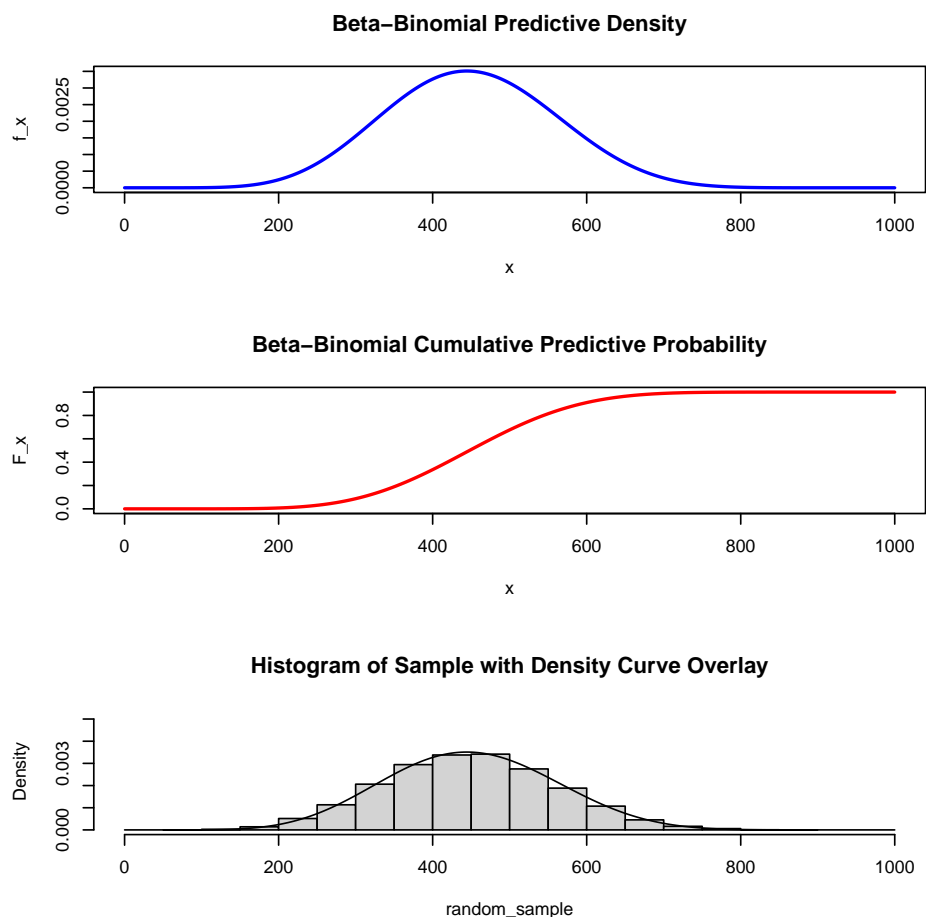 Beta−Binomial Predictive Density
f_x
0.0000
0.0025
0
200
400
600
800
1000
x
Beta−Binomial Cumulative Predictive Probability
F_x
0.0
0.4
0.8
0
200
400
600
800
1000
x
Histogram of Sample with Density Curve Overlay
Density
0.000
0.003
0
200
400
600
800
1000
random_sample